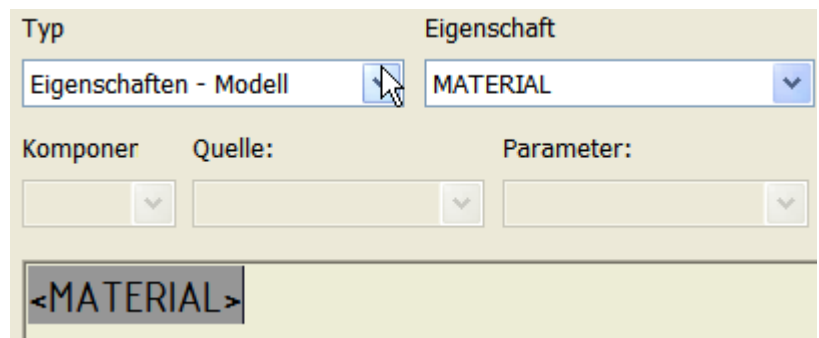 Typ Eigenschaft
Eigenschaften - Modell MATERIAL
Komponer Quelle: Parameter:
<MATERIAL>